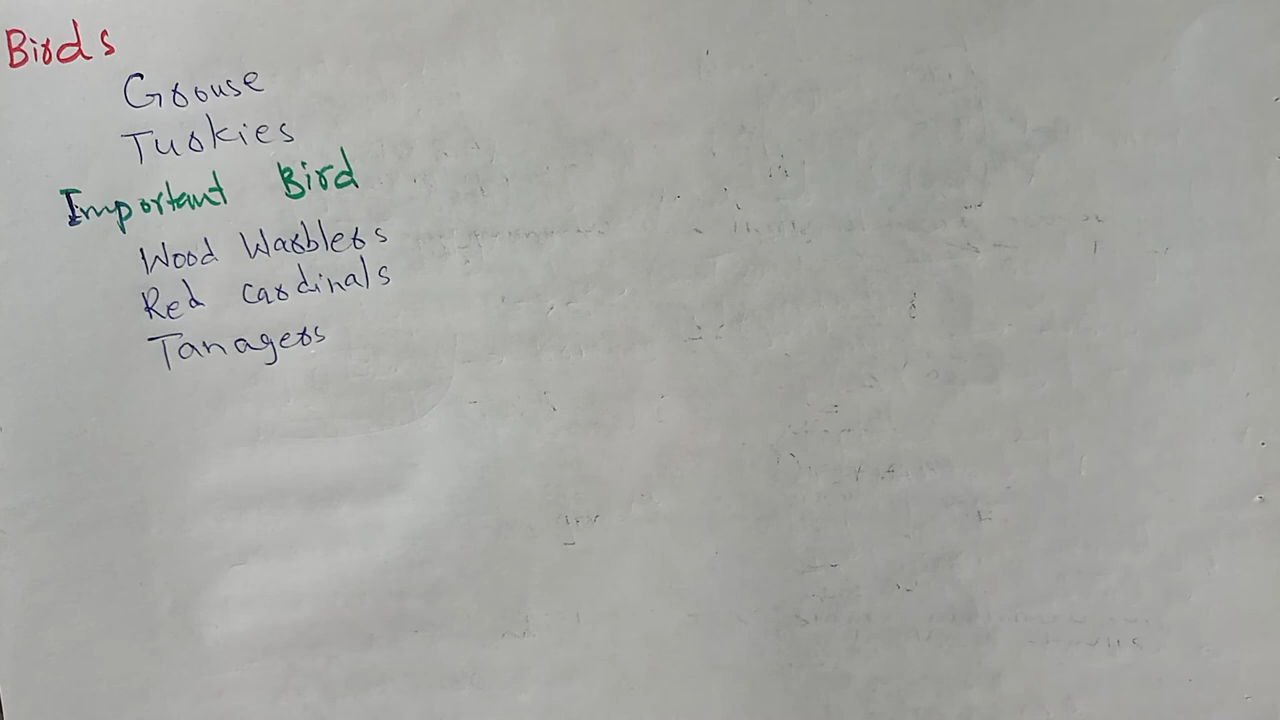 Birds
Grouse
Turkies
Important Bird
Wood Warblers
Red cardinals
Tanagers